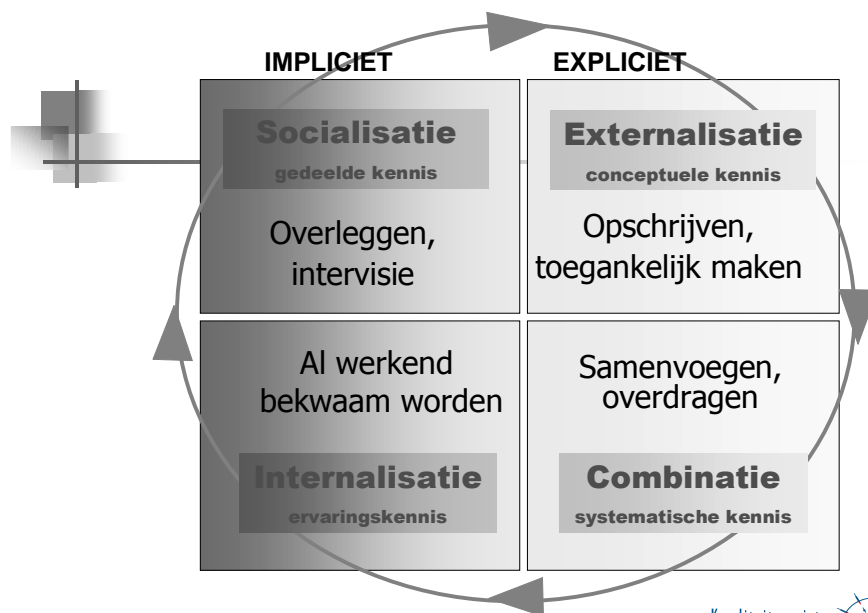 IMPLICIET
EXPLICIET
Socialisatie
gedeelde kennis
Overleggen,
intervisie
Externalisatie
conceptuele kennis
Opschrijven,
toegankelijk maken
Al werkend
bekwaam worden
Internalisatie
ervaringskennis
Samenvoegen,
overdragen
Combinatie
systematische kennis